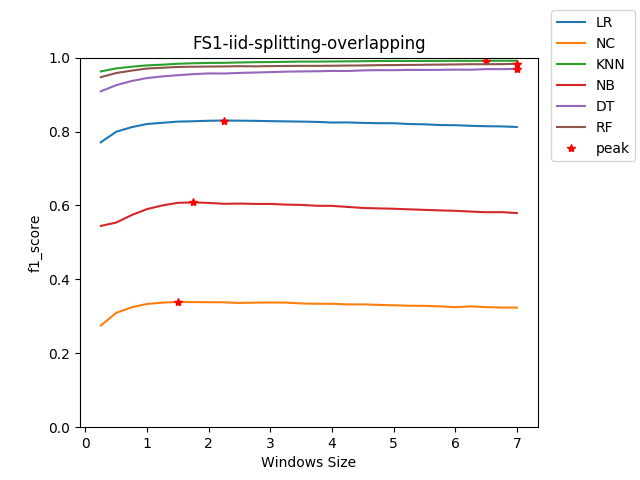 FS1-iid-splitting-overlapping
LR
NC
KNN
NB
DT
RF
peak
f1_score
1.0
0.8
0.6
0.4
0.2
0.0
0 1 2 3 4 5 6 7
Windows Size